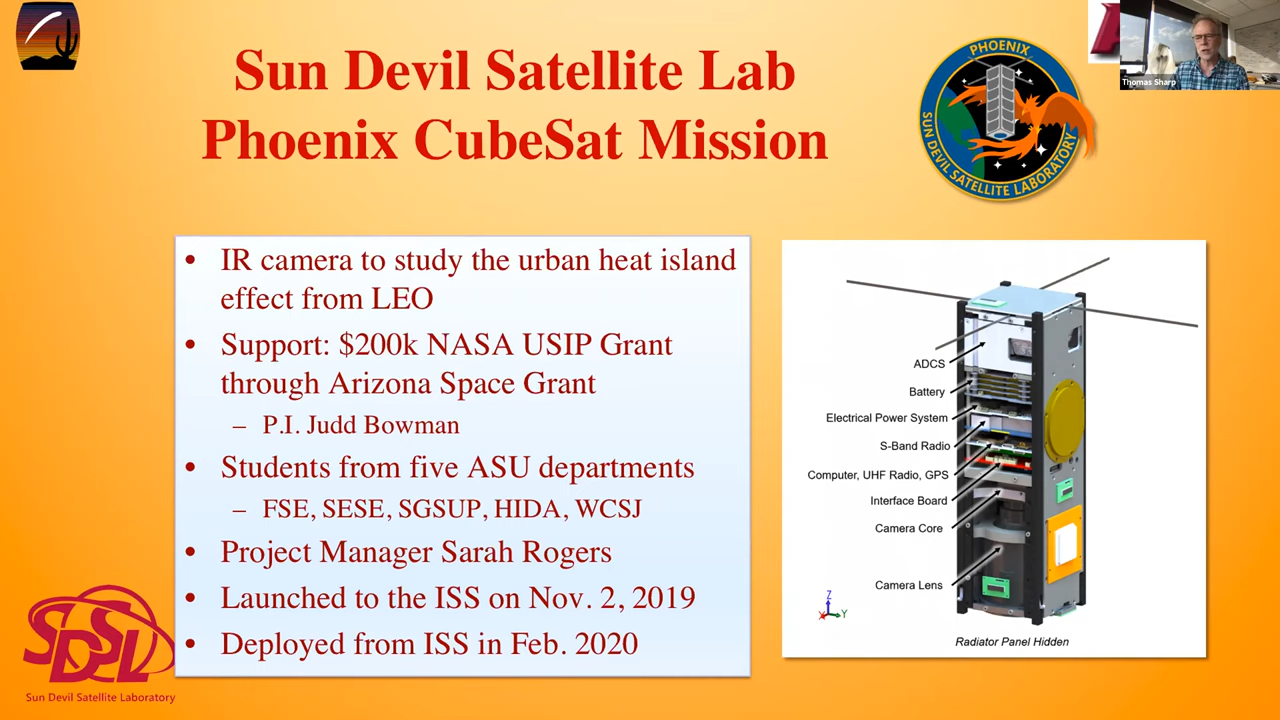 Sun Devil Satellite Lab
Phoenix CubeSat Mission
PHOENIX
SUN DEVIL SATELLITE LABORATORY
Thomas Sharp
• IR camera to study the urban heat island
effect from LEO
• Support: $200k NASA USIP Grant
through Arizona Space Grant
– P.I. Judd Bowman
• Students from five ASU departments
– FSE, SESE, SGSUP, HIDA, WCSJ
• Project Manager Sarah Rogers
• Launched to the ISS on Nov. 2, 2019
• Deployed from ISS in Feb. 2020
ADCS
Battery
Electrical Power System
S-Band Radio
Computer, UHF Radio, GPS
Interface Board
Camera Core
Camera Lens
Z
X
Y
Radiator Panel Hidden
SDSL
Sun Devil Satellite Laboratory